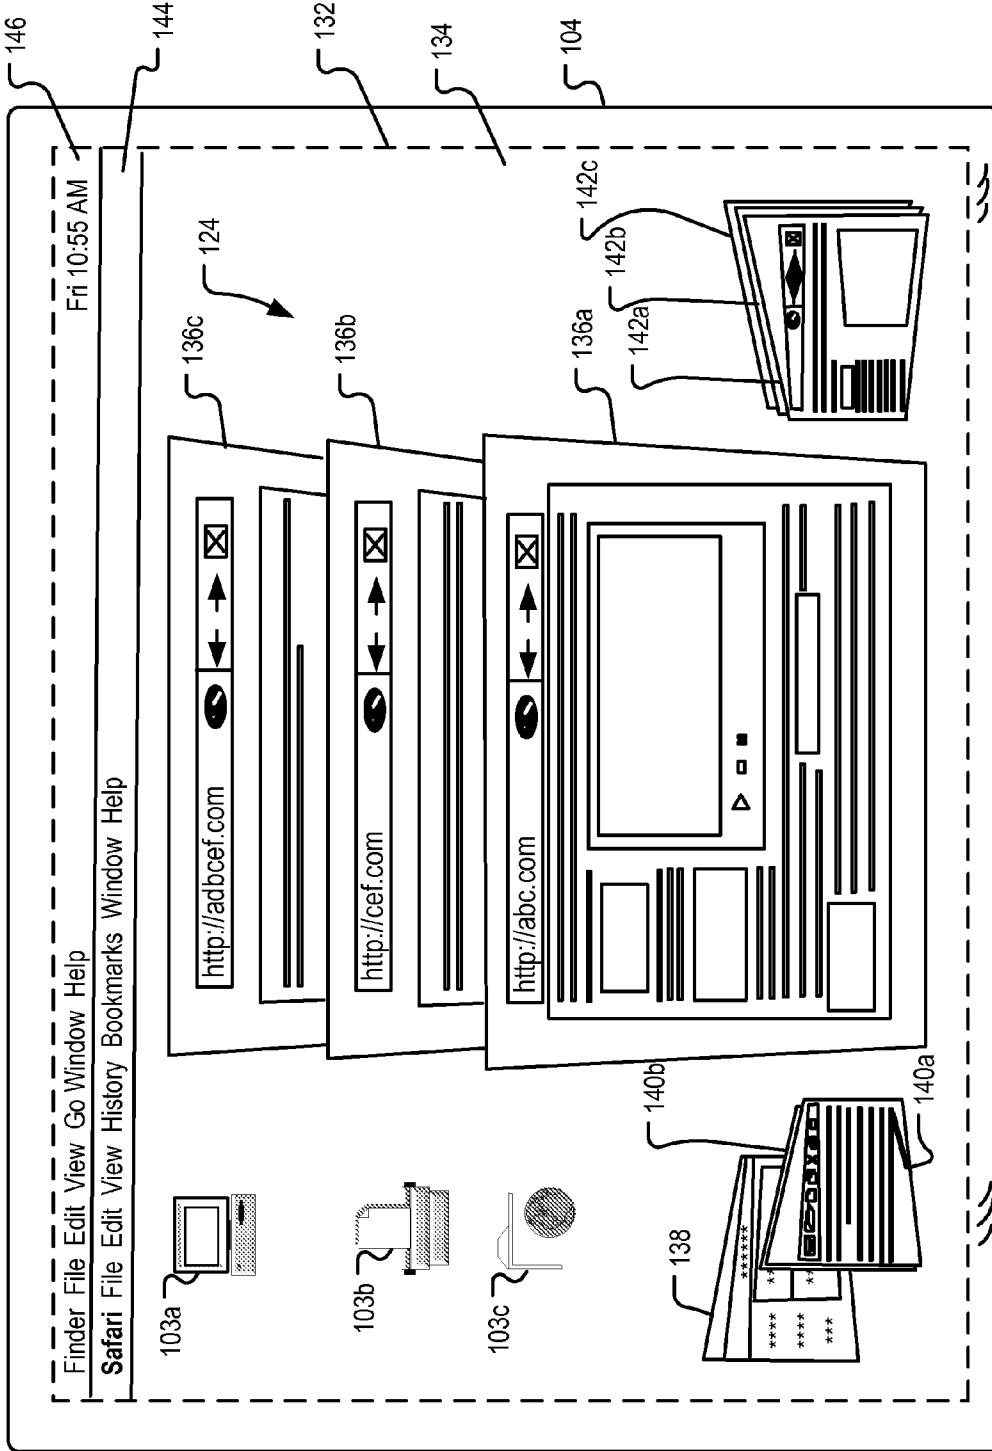 146
144
132
134
104
Fri 10:55 AM
Finder File Edit View Go Window Help
Safari File Edit View History Bookmarks Window Help
124
136c
http://adbcef.com
136b
http://cef.com
136a
http://abc.com
142c
142b
142a
103a
103b
103c
138
140b
140a
*******
****
**
****
**
***